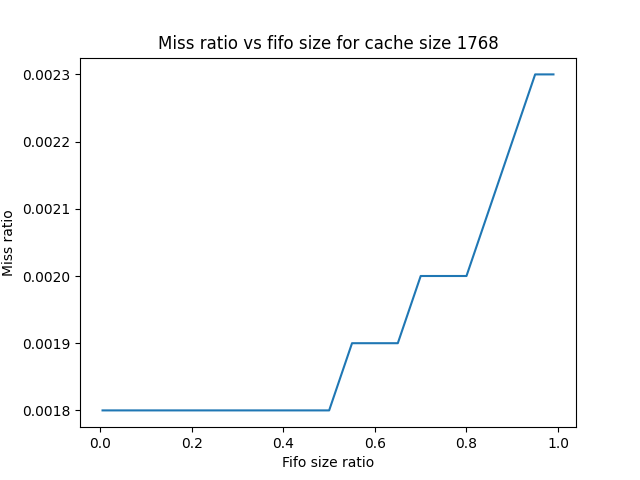 Miss ratio vs fifo size for cache size 1768
0.0023
0.0022
0.0021
0.0020
0.0019
0.0018
Miss ratio
0.0 0.2 0.4 0.6 0.8 1.0
Fifo size ratio